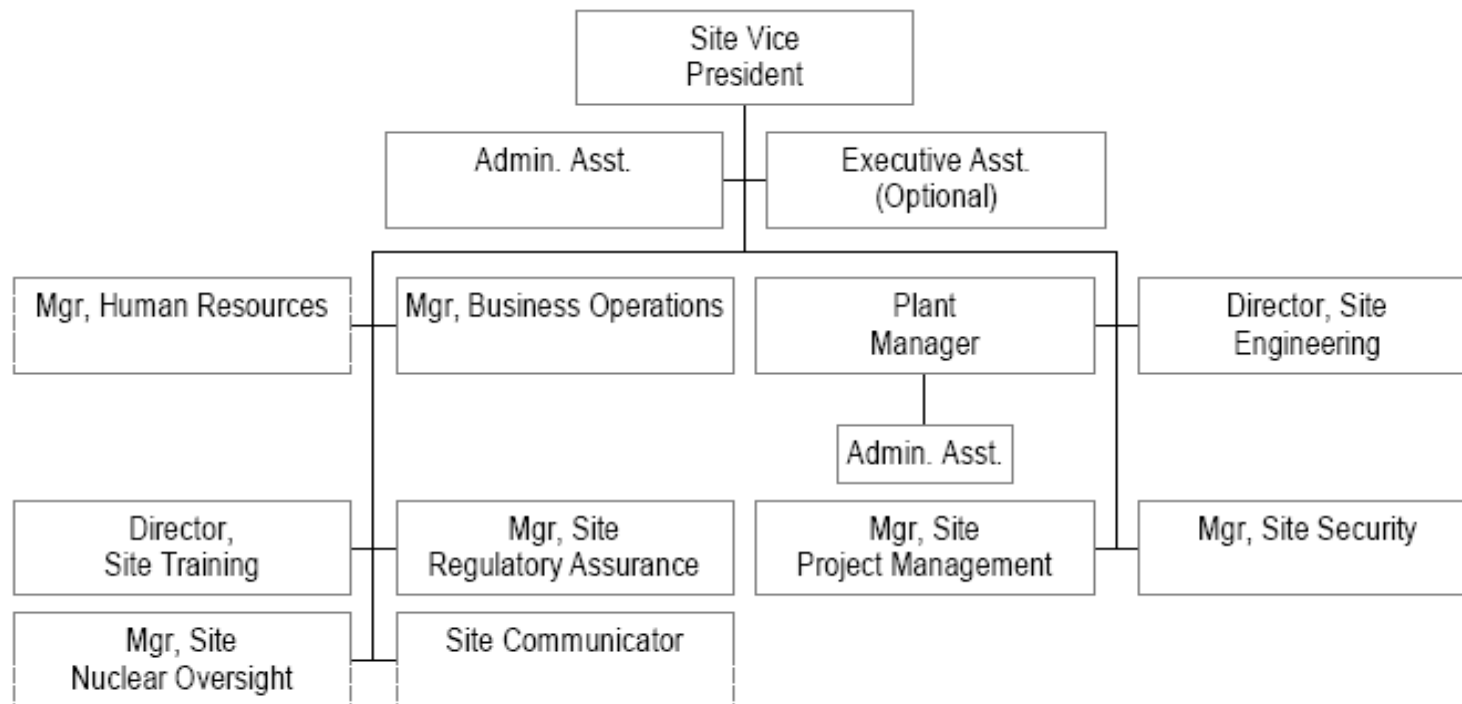 Site Vice
President
Admin. Asst.
Executive Asst.
(Optional)
Mgr, Human Resources
Mgr, Business Operations
Plant
Manager
Director, Site
Engineering
Admin. Asst.
Director,
Site Training
Mgr, Site
Regulatory Assurance
Mgr, Site
Project Management
Mgr, Site Security
Mgr, Site
Nuclear Oversight
Site Communicator